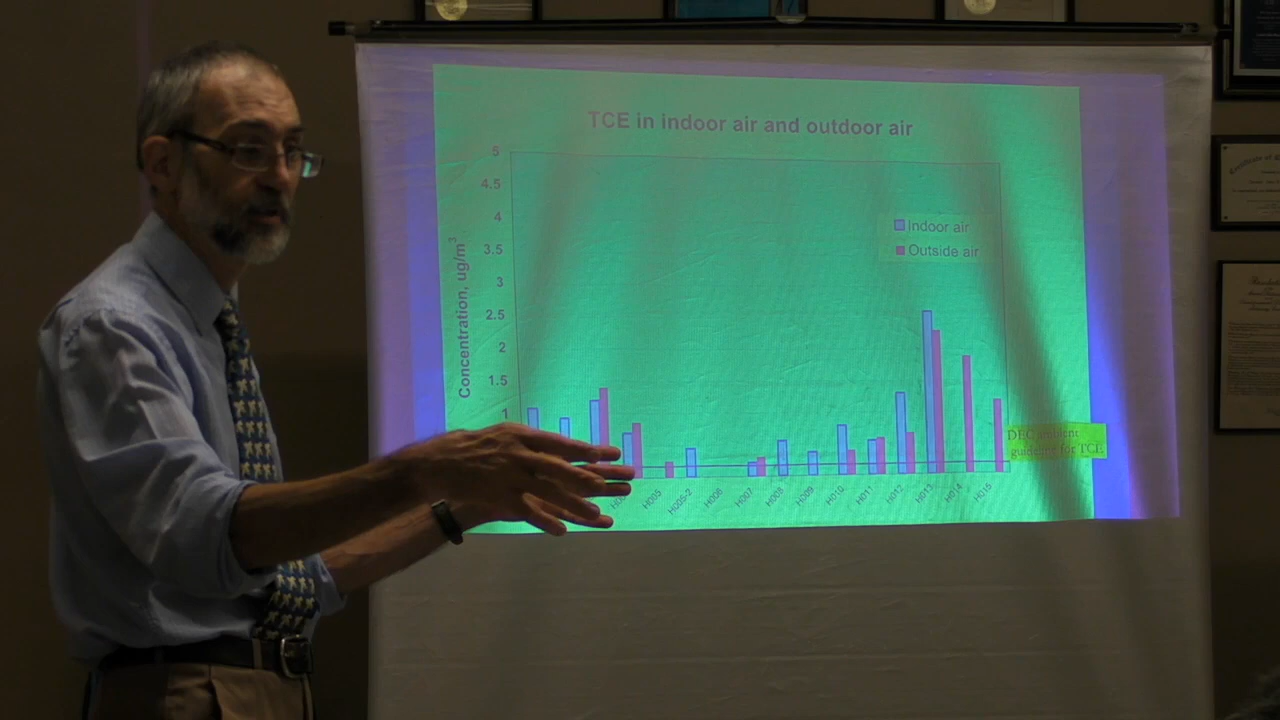 TCE in indoor air and outdoor air
5
4.5
4
3.5
3
2.5
2
1.5
1
Concentration, ug/m3
Indoor air
Outside air
DEC ambient
guideline for TCE
H005
H005-2
H006
H007
H008
H009
H010
H011
H012
H013
H014
H015